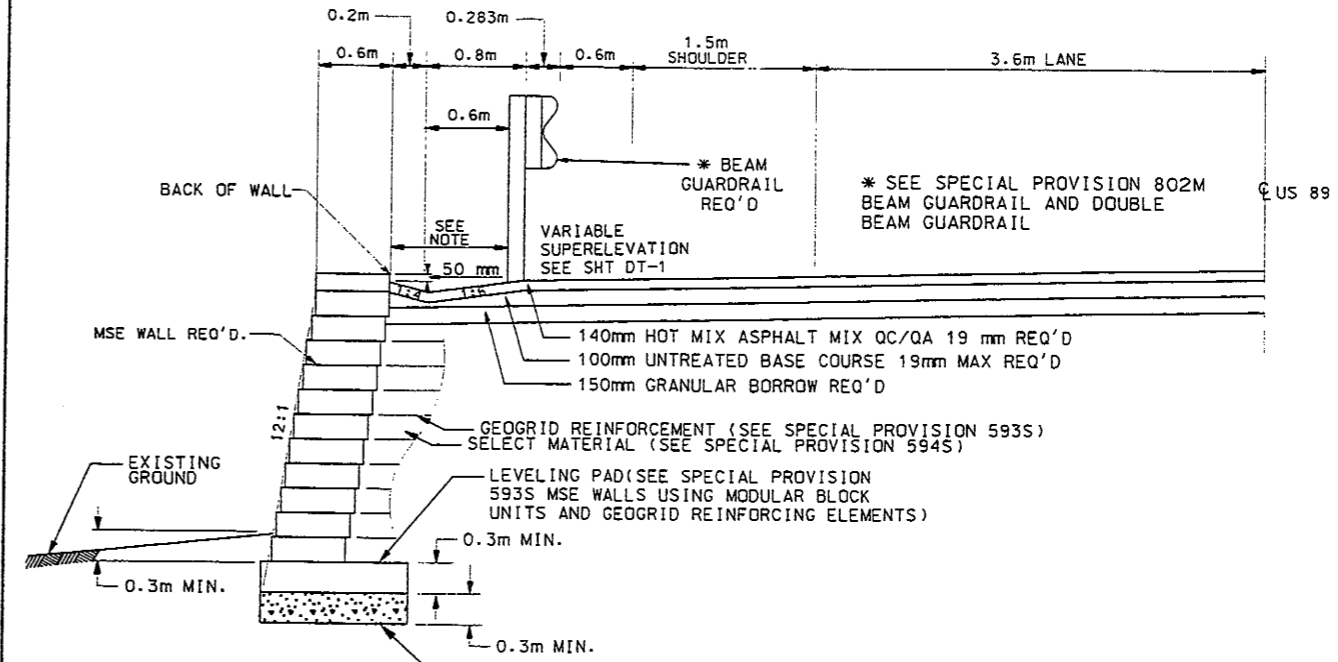 0.2m
0.283m
0.6m
0.8m
0.6m
1.5m
SHOULDER
3.6m LANE
0.6m
* BEAM
GUARDRAIL
REQ'D
* SEE SPECIAL PROVISION 802M
BEAM GUARDRAIL AND DOUBLE
BEAM GUARDRAIL
℄ US 89
BACK OF WALL
SEE
NOTE
VARIABLE
SUPERELEVATION
SEE SHT DT-1
50 mm
1:4
1:6
MSE WALL REQ'D.
140mm HOT MIX ASPHALT MIX QC/QA 19 mm REQ'D
100mm UNTREATED BASE COURSE 19mm MAX REQ'D
150mm GRANULAR BORROW REQ'D
12:1
GEOGRID REINFORCEMENT (SEE SPECIAL PROVISION 593S)
SELECT MATERIAL (SEE SPECIAL PROVISION 594S)
EXISTING
GROUND
LEVELING PAD(SEE SPECIAL PROVISION
593S MSE WALLS USING MODULAR BLOCK
UNITS AND GEOGRID REINFORCING ELEMENTS)
0.3m MIN.
0.3m MIN.
0.3m MIN.